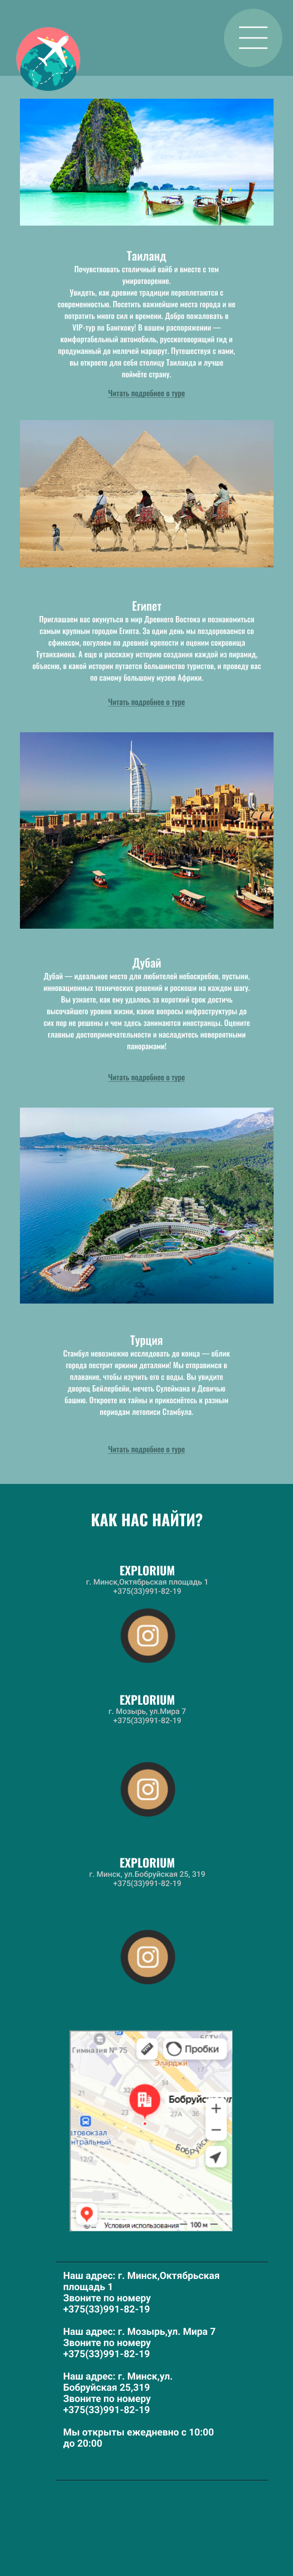 Таиланд
Почувствовать столичный вайб и вместе с тем
умиротворение.
Увидеть, как древние традиции переплетаются с
современностью. Посетить важнейшие места города и не
потратить много сил и времени. Добро пожаловать в
VIP-тур по Бангкоку! В вашем распоряжении —
комфортабельный автомобиль, русскоговорящий гид и
продуманный до мелочей маршрут. Путешествуя с нами,
вы откроете для себя столицу Таиланда и лучше
поймёте страну.
Читать подробнее о туре
Египет
Приглашаем вас окунуться в мир Древнего Востока и познакомиться
самым крупным городом Египта. За один день мы поздороваемся со
сфинксом, погуляем по древней крепости и оценим сокровища
Тутанхамона. А еще я расскажу историю создания каждой из пирамид,
объясню, в какой истории путается большинство туристов, и проведу вас
по самому большому музею Африки.
Читать подробнее о туре
Дубай
Дубай — идеальное место для любителей небоскребов, пустыни,
инновационных технических решений и роскоши на каждом шагу.
Вы узнаете, как ему удалось за короткий срок достичь
высочайшего уровня жизни, какие вопросы инфраструктуры до
сих пор не решены и чем здесь занимаются иностранцы. Оцените
главные достопримечательности и насладитесь невероятными
панорамами!
Читать подробнее о туре
Турция
Стамбул невозможно исследовать до конца — облик
города пестрит яркими деталями! Мы отправимся в
плавание, чтобы изучить его с воды. Вы увидите
дворец Бейлербейи, мечеть Сулеймана и Девичью
башню. Откроете их тайны и прикоснётесь к разным
периодам летописи Стамбула.
Читать подробнее о туре
КАК НАС НАЙТИ?
EXPLORIUM
г. Минск,Октябрьская площадь 1
+375(33)991-82-19
EXPLORIUM
г. Мозырь, ул.Мира 7
+375(33)991-82-19
EXPLORIUM
г. Минск, ул.Бобруйская 25, 319
+375(33)991-82-19
Гимназия № 75
Пробки
Эларджи
21
34
23
27А
12/2
Условия использования
100 м
Наш адрес: г. Минск,Октябрьская
площадь 1
Звоните по номеру
+375(33)991-82-19
Наш адрес: г. Мозырь,ул. Мира 7
Звоните по номеру
+375(33)991-82-19
Наш адрес: г. Минск,ул.
Бобруйская 25,319
Звоните по номеру
+375(33)991-82-19
Мы открыты ежедневно с 10:00
до 20:00